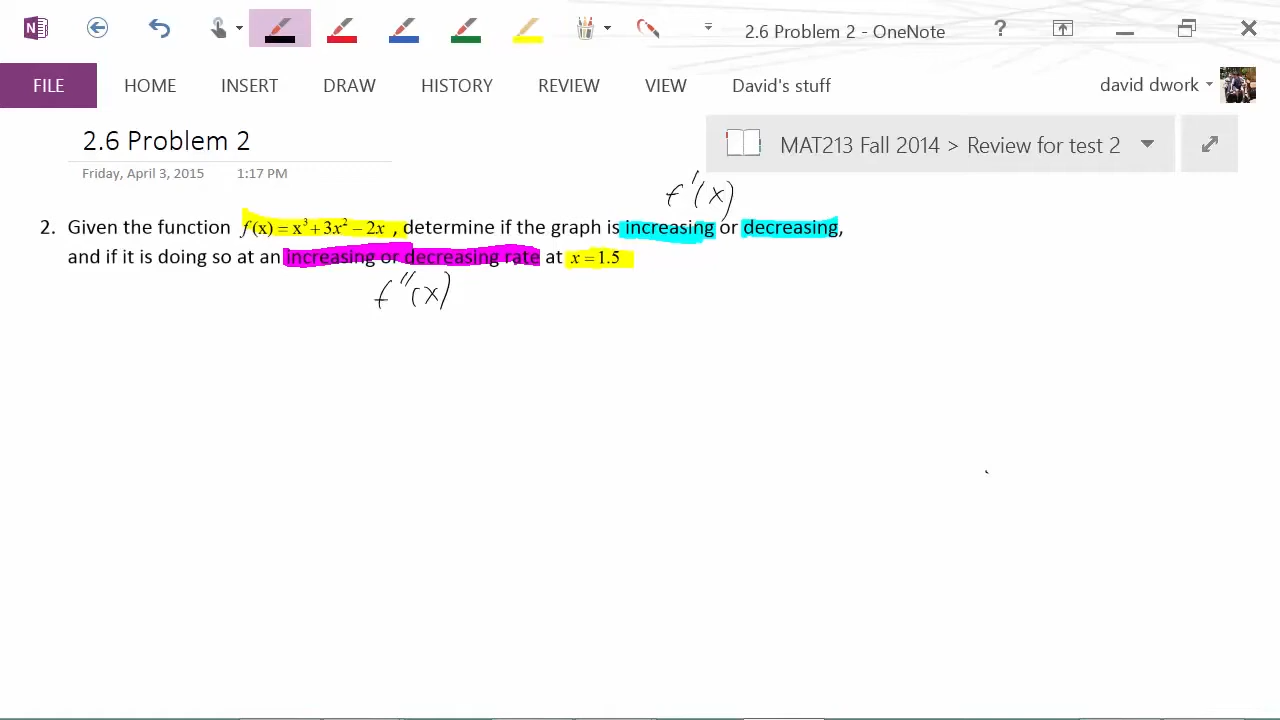 2.6 Problem 2 - OneNote
?
FILE HOME INSERT DRAW HISTORY REVIEW VIEW David's stuff
david dwork
2.6 Problem 2
Friday, April 3, 2015 1:17 PM
MAT213 Fall 2014 > Review for test 2
f'(x)
2. Given the function f(x) = x³ + 3x² − 2x , determine if the graph is increasing or decreasing,
and if it is doing so at an increasing or decreasing rate at x = 1.5
f''(x)